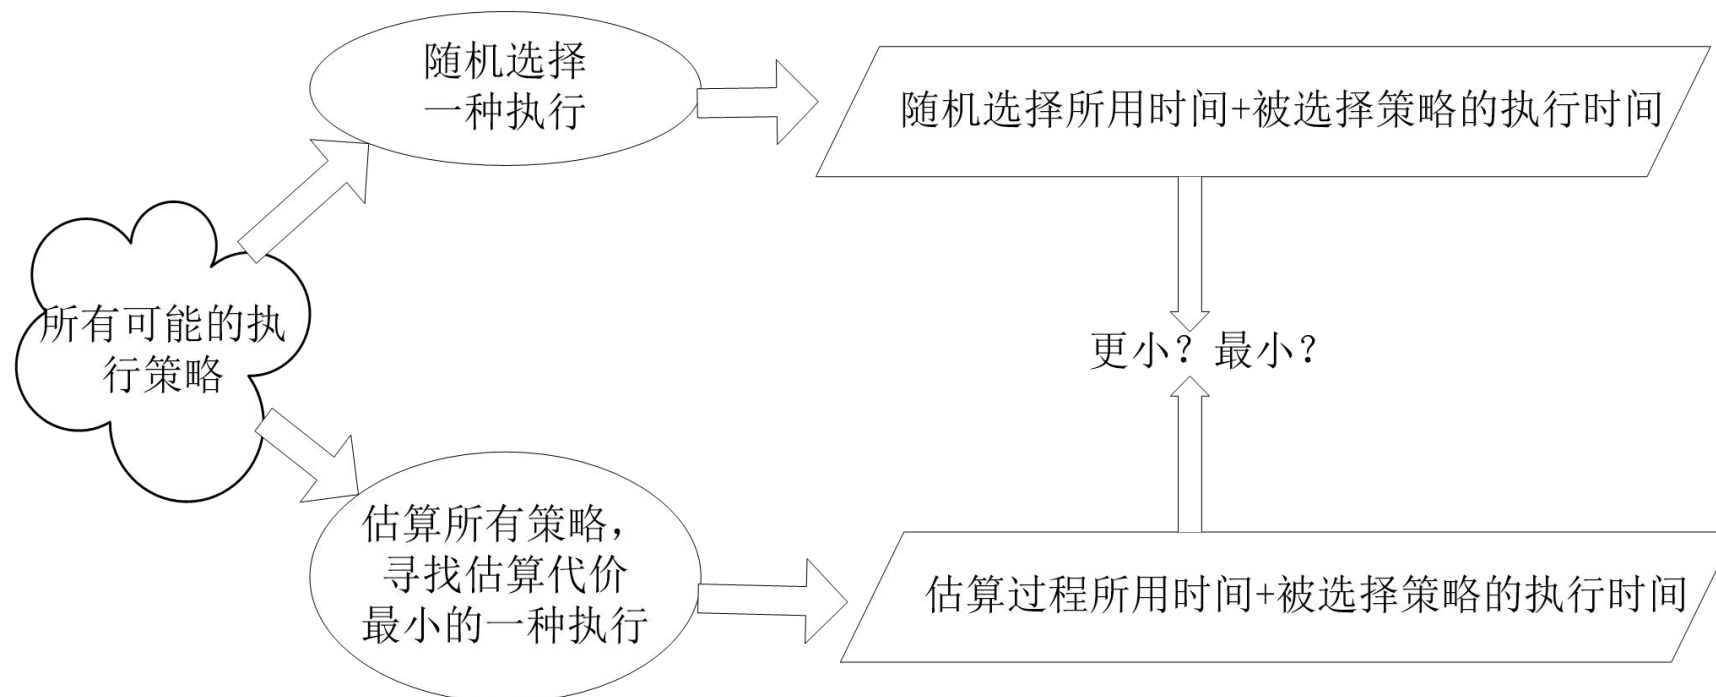 随机选择
一种执行
随机选择所用时间+被选择策略的执行时间
所有可能的执
行策略
更小？最小？
估算所有策略，
寻找估算代价
最小的一种执行
估算过程所用时间+被选择策略的执行时间